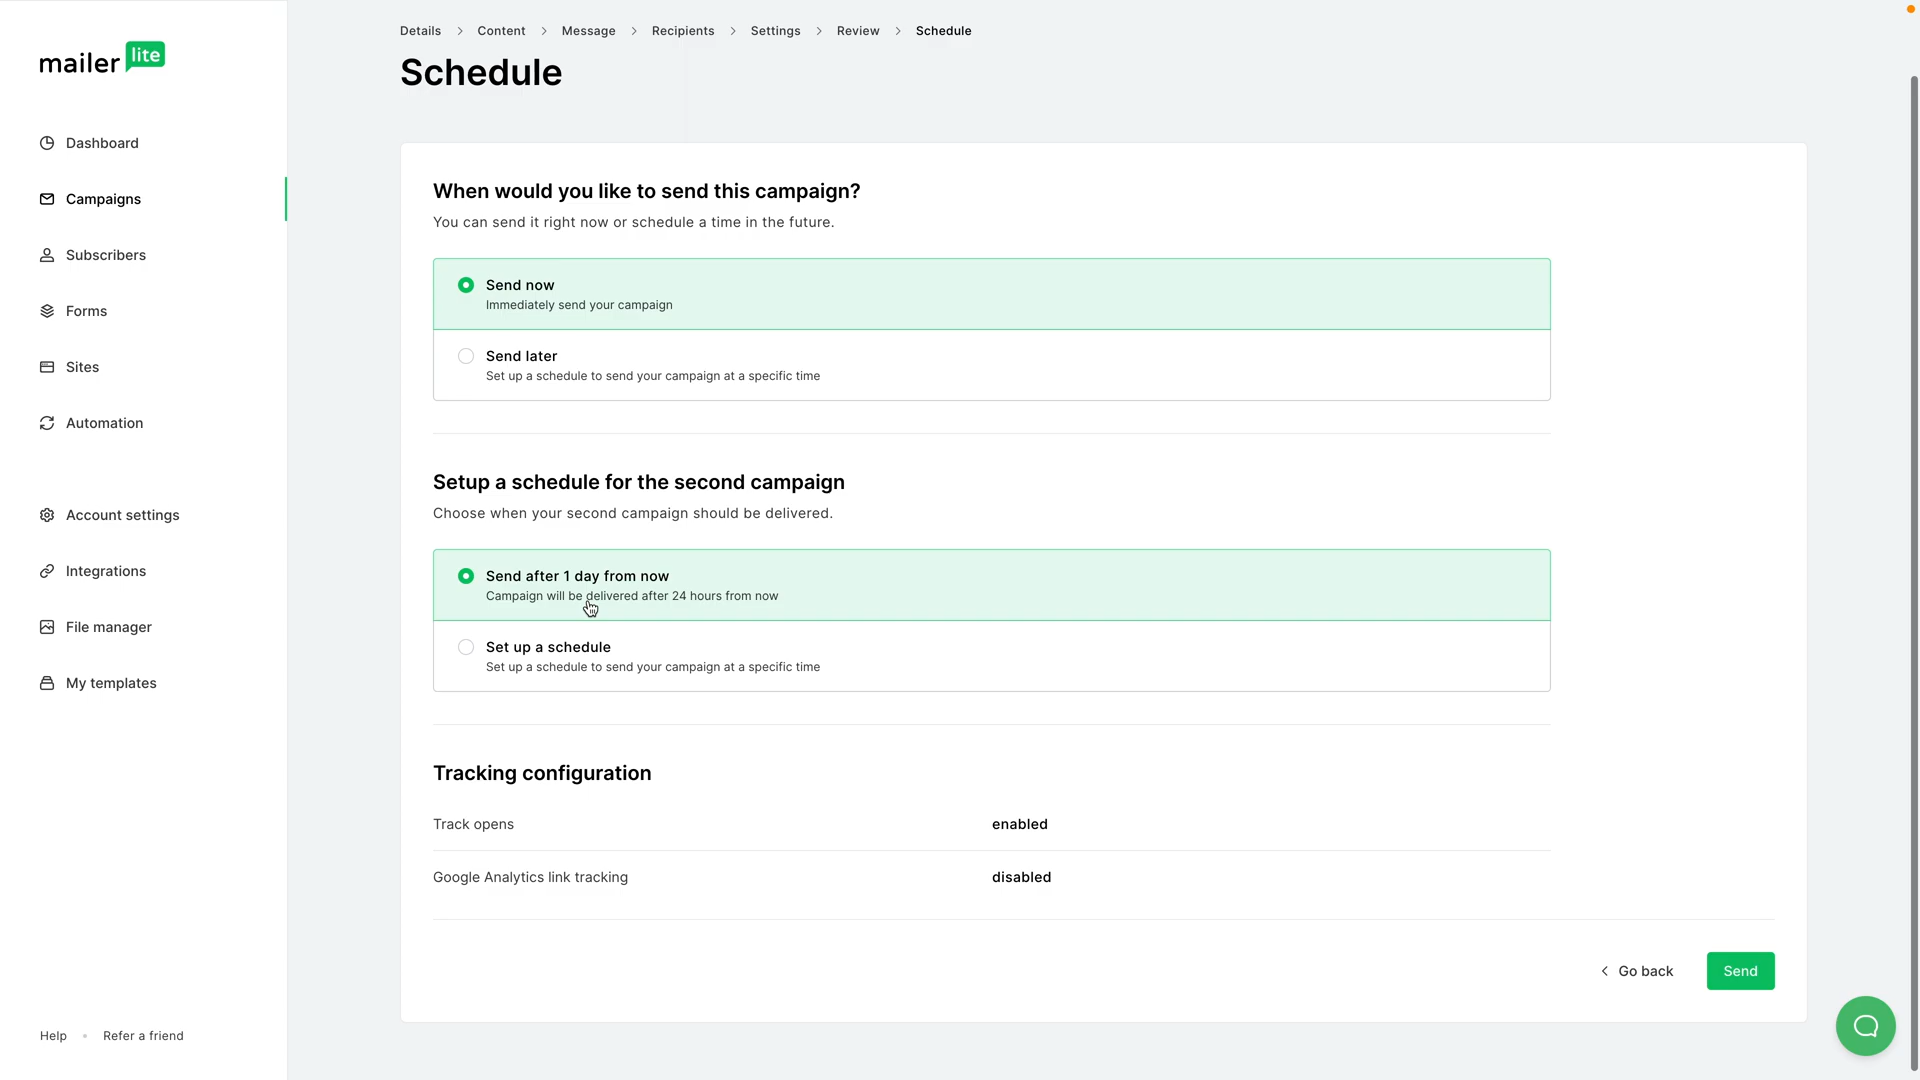 mailer lite
Dashboard
Campaigns
Subscribers
Forms
Sites
Automation
Account settings
Integrations
File manager
My templates
Help • Refer a friend
Details > Content > Message > Recipients > Settings > Review > Schedule
Schedule
When would you like to send this campaign?
You can send it right now or schedule a time in the future.
Send now
Immediately send your campaign
Send later
Set up a schedule to send your campaign at a specific time
Setup a schedule for the second campaign
Choose when your second campaign should be delivered.
Send after 1 day from now
Campaign will be delivered after 24 hours from now
Set up a schedule
Set up a schedule to send your campaign at a specific time
Tracking configuration
Track opens enabled
Google Analytics link tracking disabled
< Go back Send